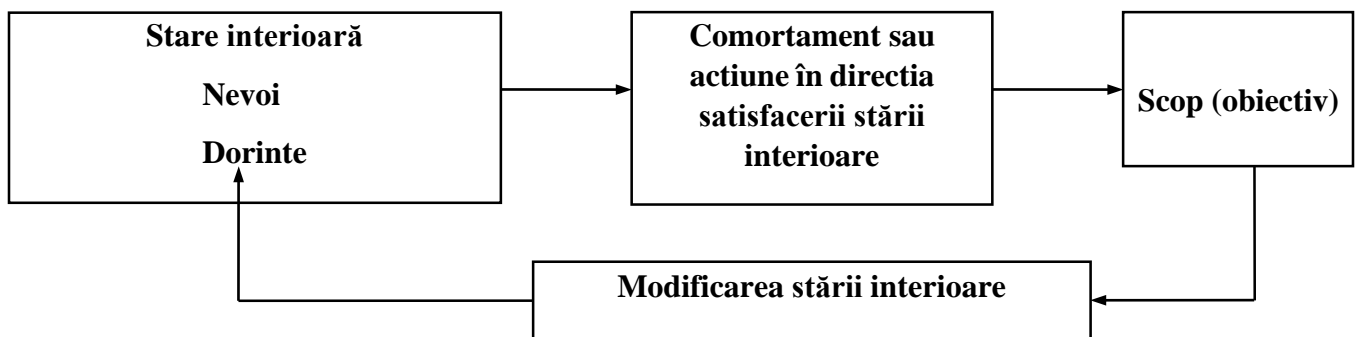 Stare interioară
Nevoi
Dorinte
Comortament sau
actiune în directia
satisfacerii stării
interioare
Scop (obiectiv)
Modificarea stării interioare